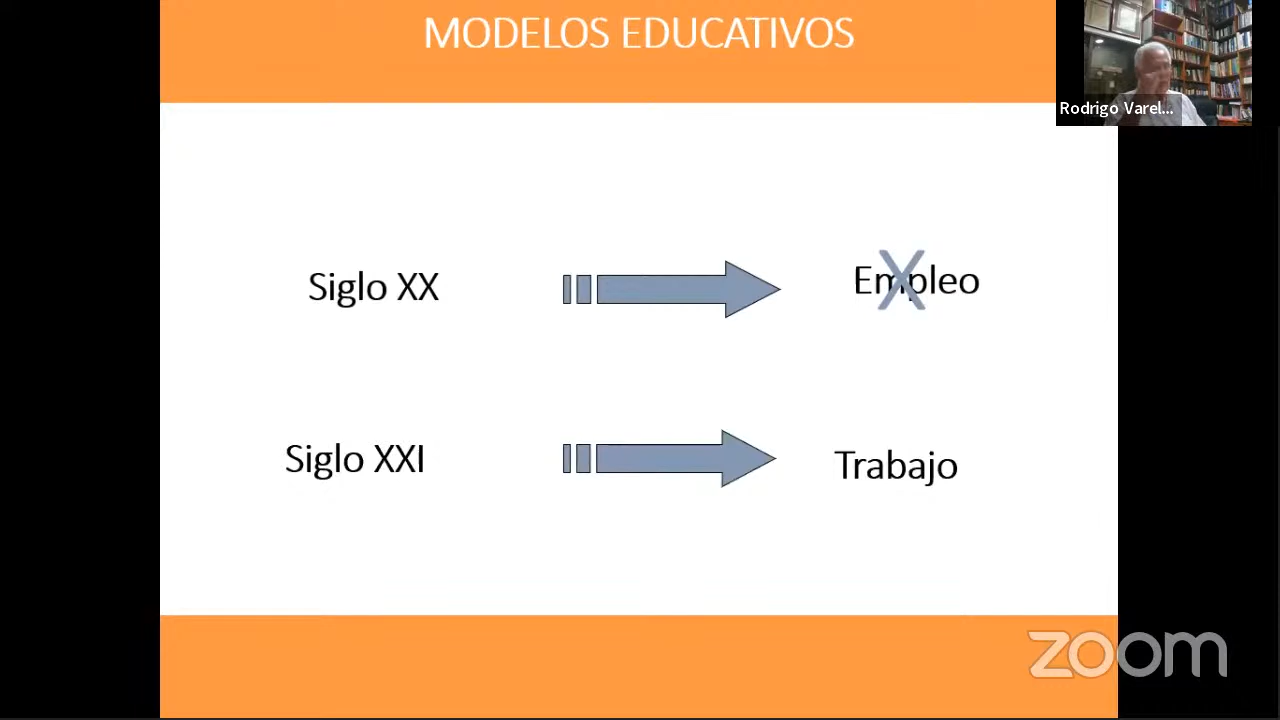 MODELOS EDUCATIVOS
Rodrigo Varel...
Siglo XX
Empleo
X
Siglo XXI
Trabajo
zoom